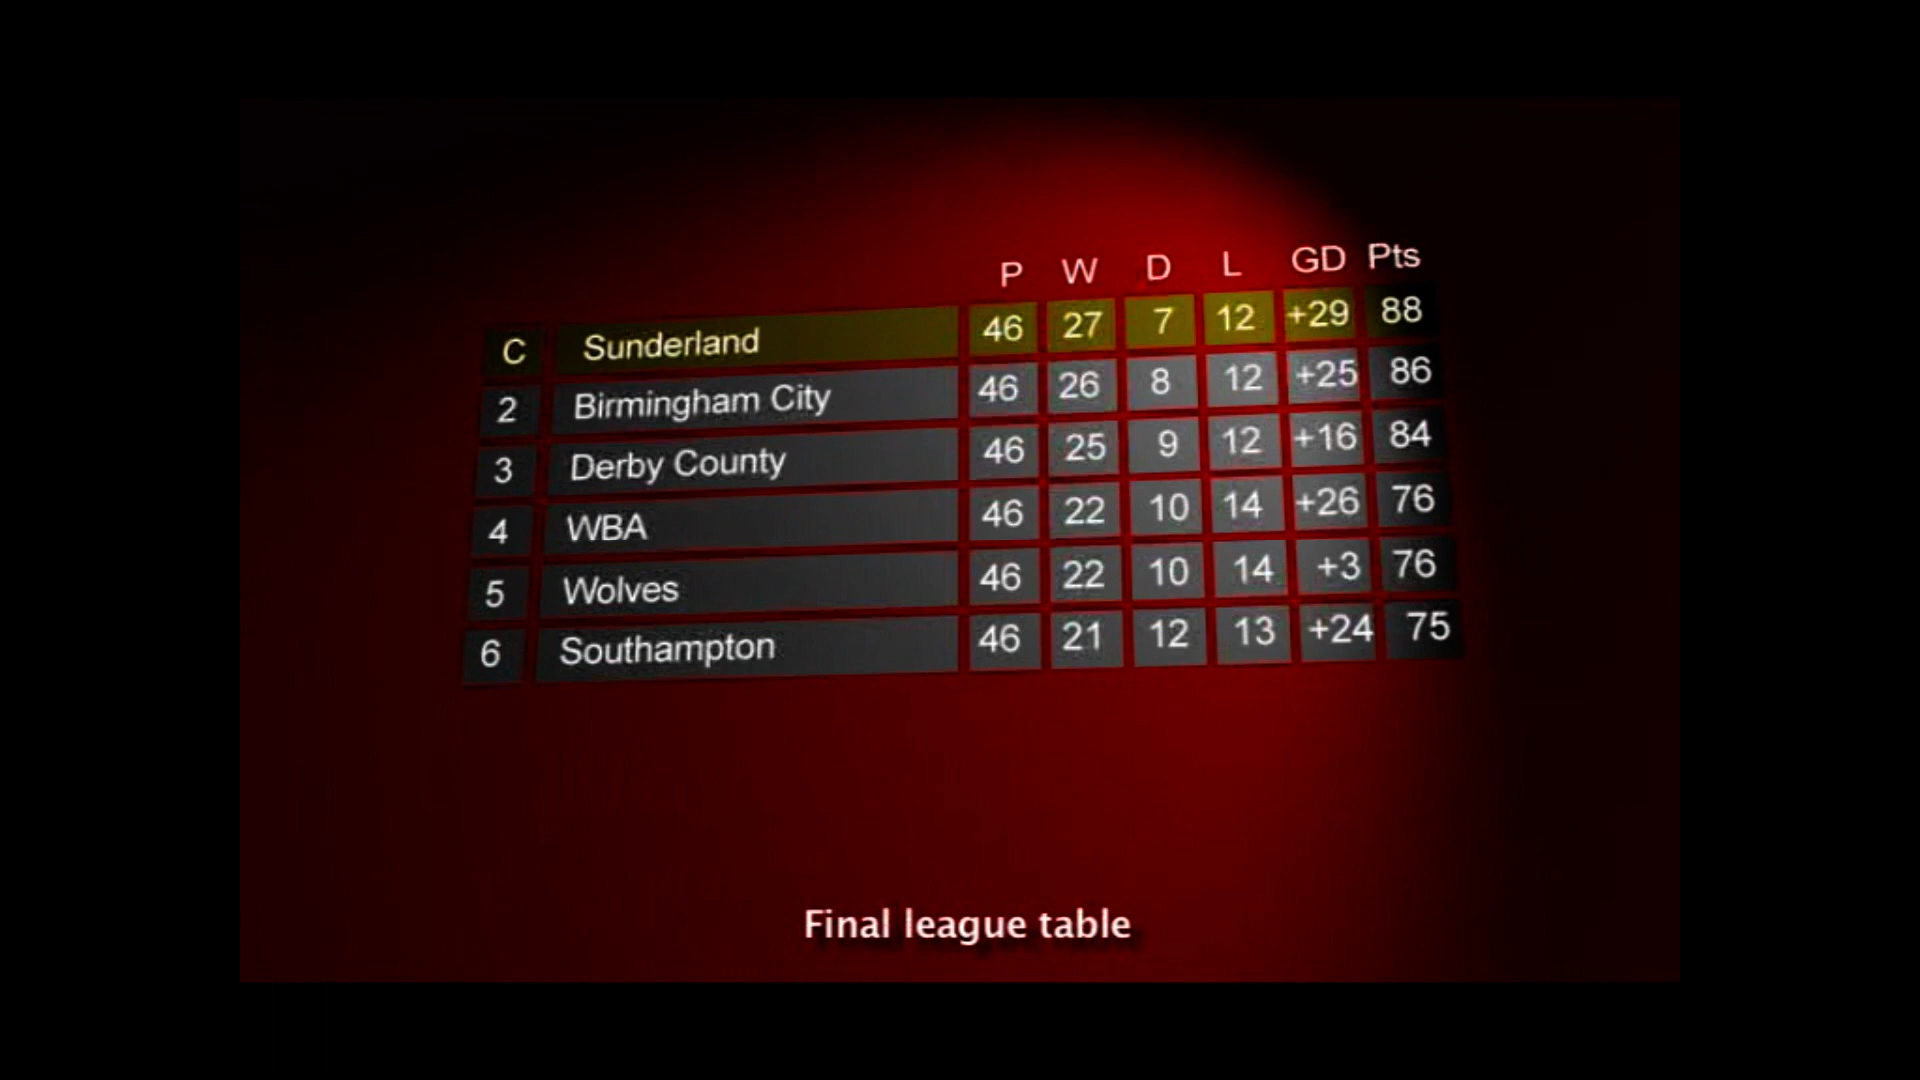 P W D L GD Pts
C Sunderland 46 27 7 12 +29 88
2 Birmingham City 46 26 8 12 +25 86
3 Derby County 46 25 9 12 +16 84
4 WBA 46 22 10 14 +26 76
5 Wolves 46 22 10 14 +3 76
6 Southampton 46 21 12 13 +24 75
Final league table